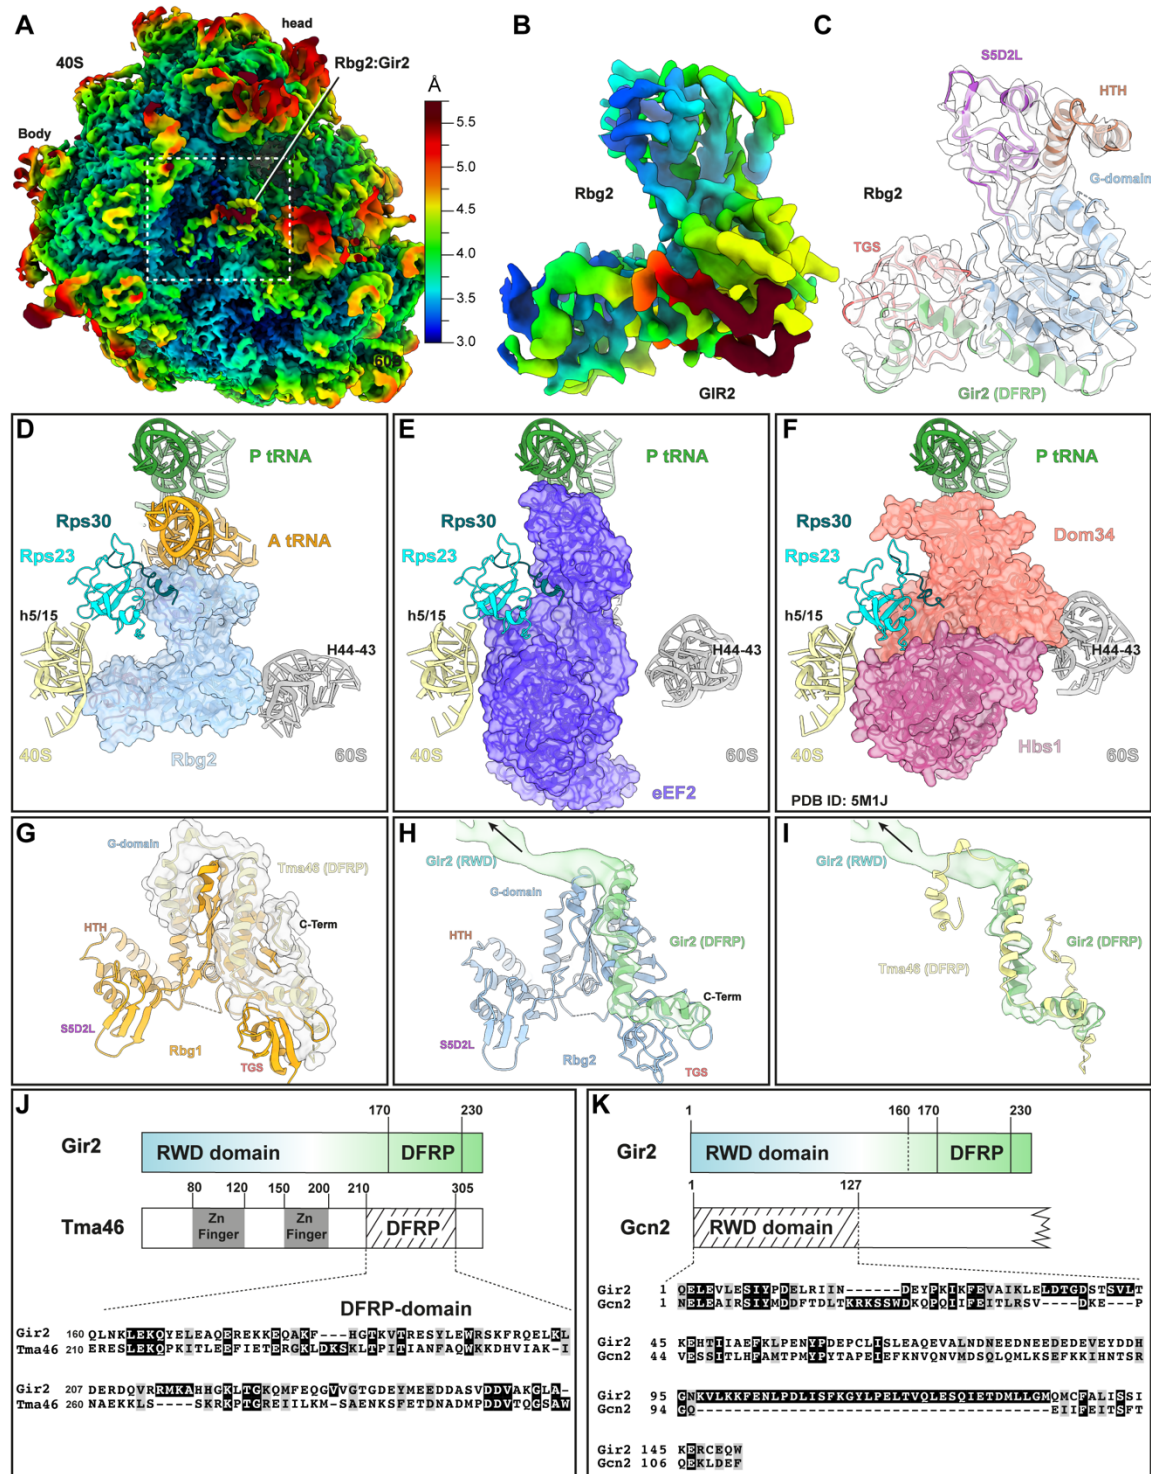 A
head
40S
Rbg2:Gir2
Body
Å
5.5
5.0
4.5
4.0
3.5
3.0
B
Rbg2
GIR2
C
S5D2L
HTH
G-domain
Rbg2
TGS
Gir2 (DFRP)
D
P tRNA
Rps30
A tRNA
Rps23
h5/15
H44-43
40S
Rbg2
60S
E
P tRNA
Rps30
Rps23
h5/15
H44-43
40S
60S
eEF2
F
P tRNA
Rps30
Dom34
Rps23
h5/15
H44-43
40S
Hbs1
60S
PDB ID: 5M1J
G
G-domain
Tma46 (DFRP)
HTH
C-Term
S5D2L
Rbg1
TGS
H
Gir2 (RWD)
G-domain
HTH
Gir2 (DFRP)
C-Term
S5D2L
Rbg2
TGS
I
Gir2 (RWD)
Gir2 (DFRP)
Tma46 (DFRP)
J
170 230
Gir2 RWD domain DFRP
80 120 150 200 210 305
Tma46 Zn Finger Zn Finger DFRP
DFRP-domain
Gir2 160 QLNKLEKQYELEAQEREKKEQAKF---HGTKVTRESYLEWRSKFRQELKL
Tma46 210 ERESLEKQPKITLEEFIETERGKLDKSKLTPITIANFAQWKKDHVIAK-I
Gir2 207 DERDQVRRMKAHHGKLTGKQMFEQGVVGTGDEYMEEDDASVDDVAKGLA-
Tma46 260 NAEKKLS----SKRKPTGREIILKM-SAENKSFETDNADMPDDVTQGSAW
K
1 160 170 230
Gir2 RWD domain DFRP
1 127
Gcn2 RWD domain
Gir2 1 QELEVLESIYPDELRIIN------DEYPKIKFEVAIKLELDTGDSTSVLT
Gcn2 1 NELEAIRSIYMDDFTDLTKRKSSWDKQPQIIFEITLRSV-----DKE--P
Gir2 45 KEHTIIAEFKLPENYPDEPCLISLEAQEVALNDNEEDNEEDEDEVEYDDH
Gcn2 44 VESSITLHFAMTPMYPYTAPEIEFKNVQNVMDSQLQMLKSEFKKIHNTSR
Gir2 95 GNKVLKKFENLPDLISFKGYLPELTVQLESQIETDMLLGMQMCFALISSI
Gcn2 94 GQ--------------------------------------EIIFEITSFT
Gir2 145 KERCEQW
Gcn2 106 QEKLDEF